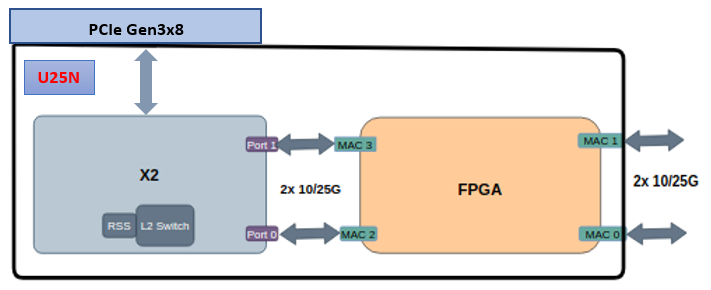 PCIe Gen3x8
U25N
Port 1
MAC 3
MAC 1
X2
2x 10/25G
FPGA
2x 10/25G
RSS
L2 Switch
Port 0
MAC 2
MAC 0